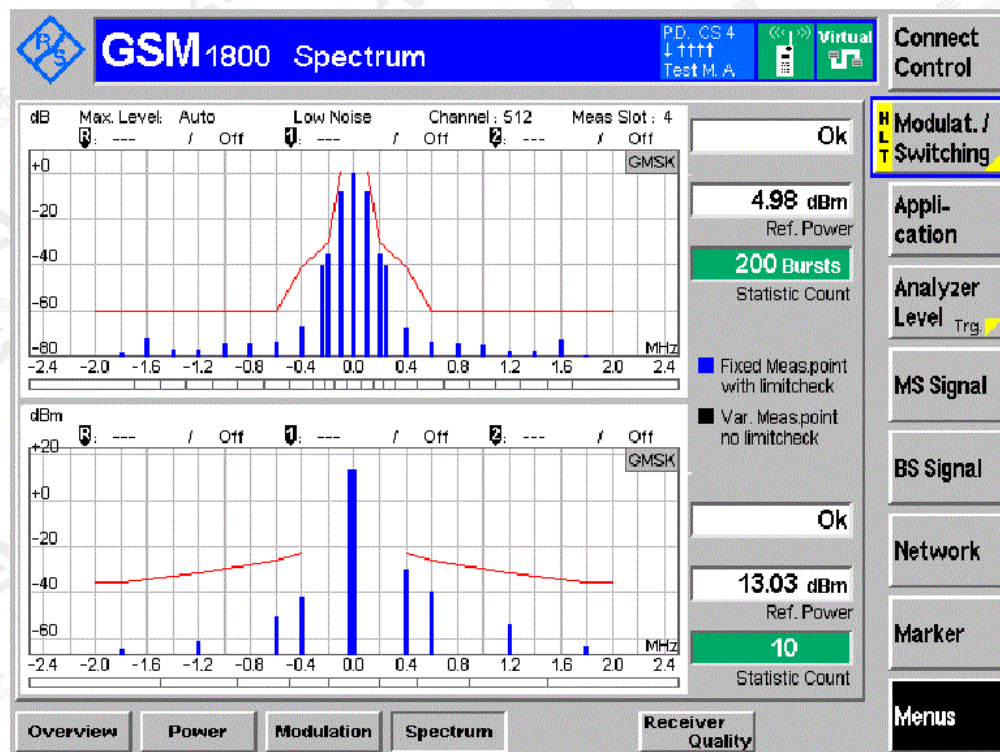 R&S
GSM 1800 Spectrum
P.D. CS 4
↓ ↑↑↑↑
Test M. A
Virtual
Connect Control
dB Max. Level: Auto Low Noise Channel : 512 Meas Slot : 4
R : --- / Off 1 : --- / Off 2 : --- / Off
GMSK
+0
-20
-40
-60
-80
MHz
-2.4 -2.0 -1.6 -1.2 -0.8 -0.4 0.0 0.4 0.8 1.2 1.6 2.0 2.4
Ok
4.98 dBm
Ref. Power
200 Bursts
Statistic Count
Fixed Meas.point
with limitcheck
Var. Meas.point
no limitcheck
dBm
R : --- / Off 1 : --- / Off 2 : --- / Off
GMSK
+20
+0
-20
-40
-60
MHz
-2.4 -2.0 -1.6 -1.2 -0.8 -0.4 0.0 0.4 0.8 1.2 1.6 2.0 2.4
Ok
13.03 dBm
Ref. Power
10
Statistic Count
HLT
Modulat. /
Switching
Appli-
cation
Analyzer
Level Trg.
MS Signal
BS Signal
Network
Marker
Menus
Overview Power Modulation Spectrum Receiver
Quality